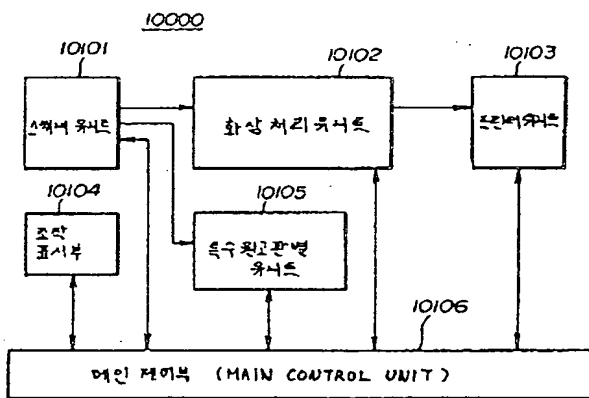 10000
10101
10102
10103
스캐너 유니트
화상 처리 유니트
프린터 유니트
10104
10105
조작
표시부
특수 원고 판별
유니트
10106
메인 제어부 (MAIN CONTROL UNIT)